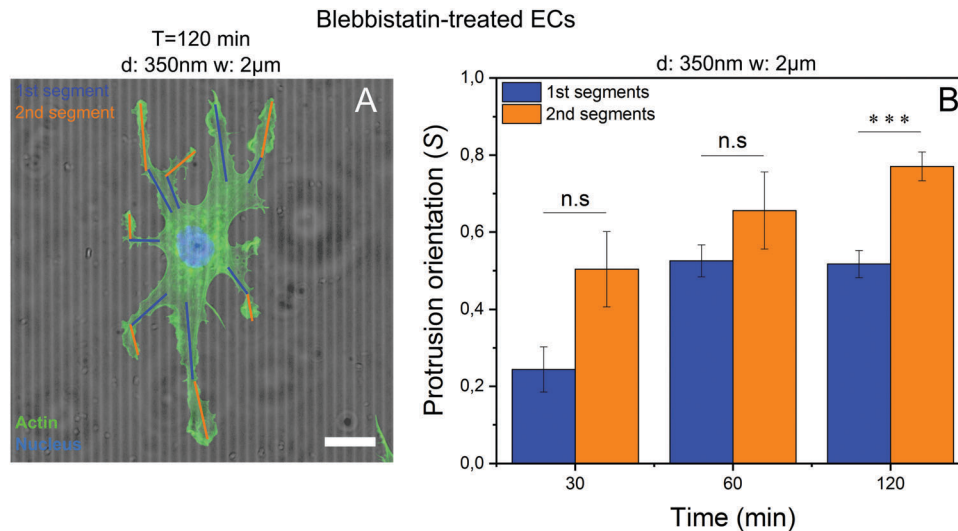 Blebbistatin-treated ECs
T=120 min
d: 350nm w: 2µm
1st segment
2nd segment
A
Actin
Nucleus
d: 350nm w: 2µm
B
1st segments
2nd segments
n.s
n.s
***
Protrusion orientation (S)
1,0
0,8
0,6
0,4
0,2
0,0
30
60
120
Time (min)